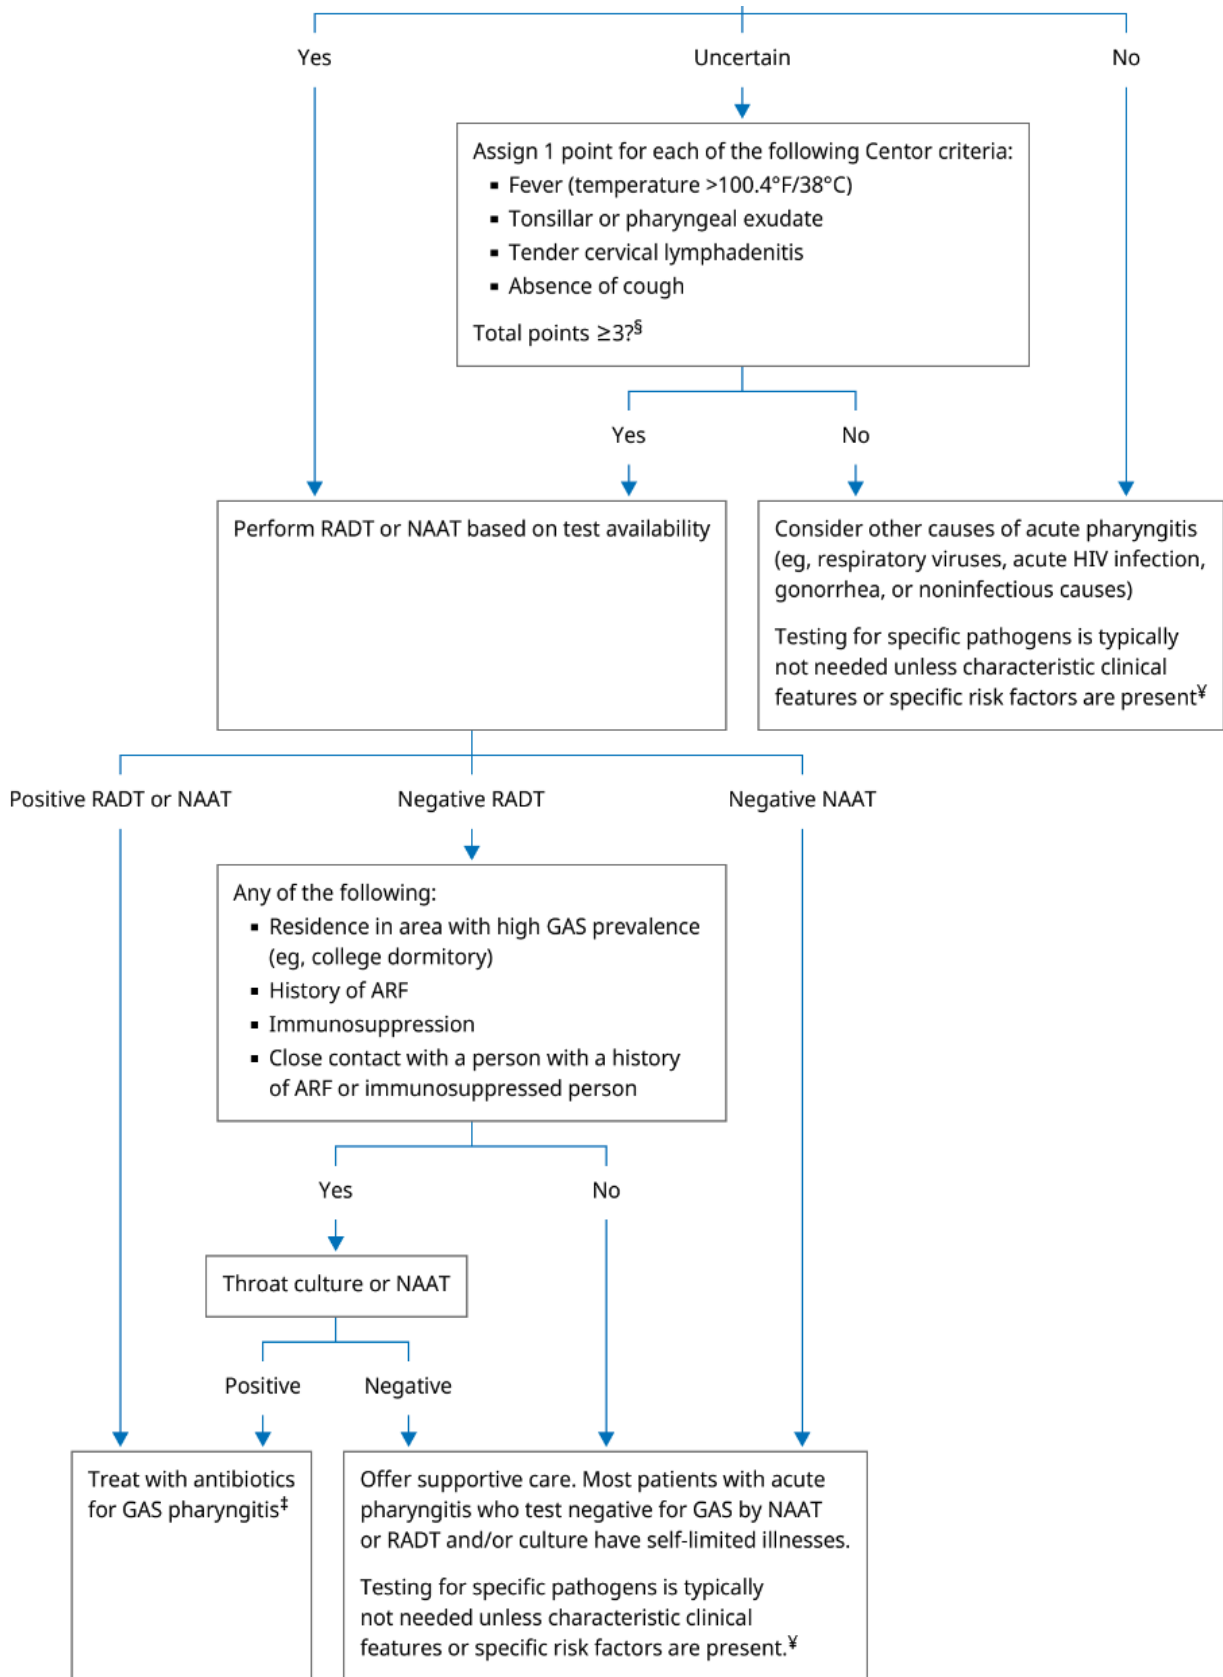 Yes
Uncertain
No
Assign 1 point for each of the following Centor criteria:
▪ Fever (temperature >100.4°F/38°C)
▪ Tonsillar or pharyngeal exudate
▪ Tender cervical lymphadenitis
▪ Absence of cough
Total points ≥3?§
Yes
No
Perform RADT or NAAT based on test availability
Consider other causes of acute pharyngitis
(eg, respiratory viruses, acute HIV infection,
gonorrhea, or noninfectious causes)
Testing for specific pathogens is typically
not needed unless characteristic clinical
features or specific risk factors are present¥
Positive RADT or NAAT
Negative RADT
Negative NAAT
Any of the following:
▪ Residence in area with high GAS prevalence
(eg, college dormitory)
▪ History of ARF
▪ Immunosuppression
▪ Close contact with a person with a history
of ARF or immunosuppressed person
Yes
No
Throat culture or NAAT
Positive
Negative
Treat with antibiotics
for GAS pharyngitis‡
Offer supportive care. Most patients with acute
pharyngitis who test negative for GAS by NAAT
or RADT and/or culture have self-limited illnesses.
Testing for specific pathogens is typically
not needed unless characteristic clinical
features or specific risk factors are present.¥